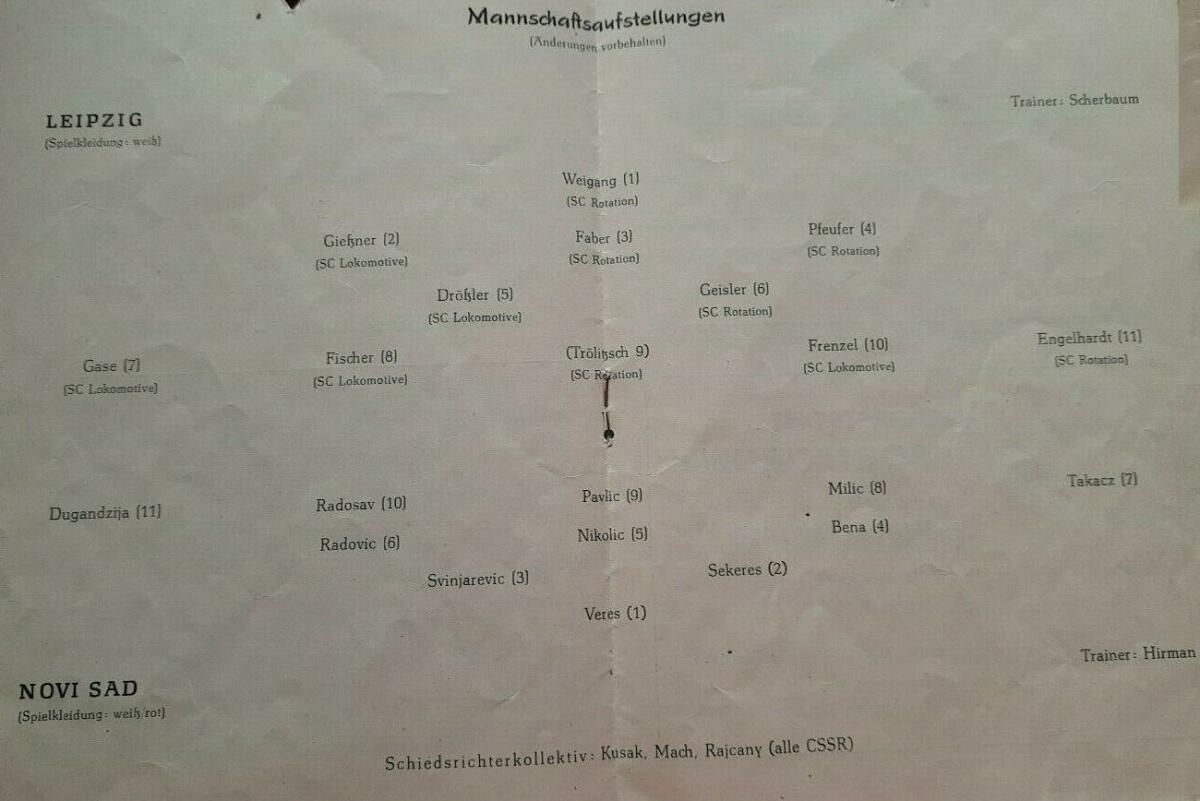 Mannschaftsaufstellungen
(Änderungen vorbehalten)
Trainer: Scherbaum
LEIPZIG
(Spielkleidung: weiß)
Weigang (1)
(SC Rotation)
Gießner (2)
(SC Lokomotive)
Faber (3)
(SC Rotation)
Pfeufer (4)
(SC Rotation)
Drößler (5)
(SC Lokomotive)
Geisler (6)
(SC Rotation)
Gase (7)
(SC Lokomotive)
Fischer (8)
(SC Lokomotive)
(Trölitzsch 9)
(SC Rotation)
Frenzel (10)
(SC Lokomotive)
Engelhardt (11)
(SC Rotation)
Dugandzija (11)
Radosav (10)
Pavlic (9)
Milic (8)
Takacz (7)
Radovic (6)
Nikolic (5)
Bena (4)
Svinjarevic (3)
Sekeres (2)
Veres (1)
Trainer: Hirman
NOVI SAD
(Spielkleidung: weiß/rot)
Schiedsrichterkollektiv: Kusak, Mach, Rajcany (alle CSSR)